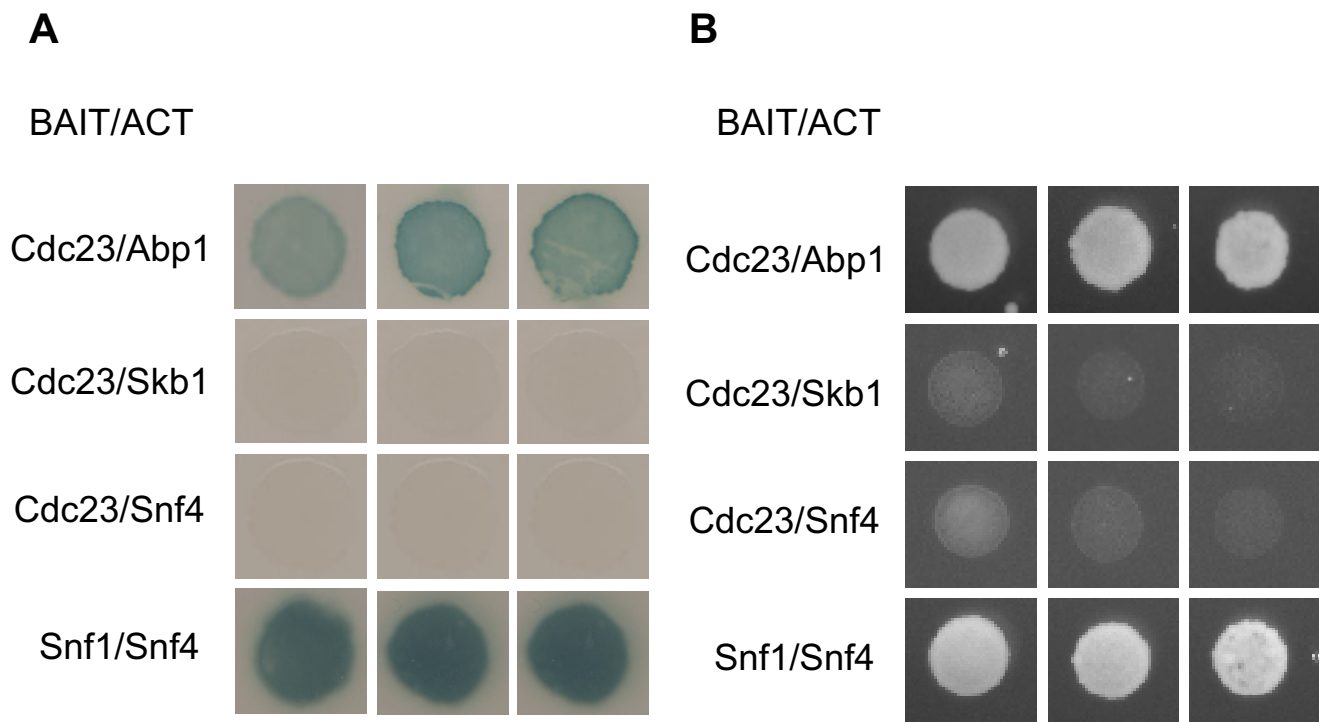 A
BAIT/ACT
Cdc23/Abp1
Cdc23/Skb1
Cdc23/Snf4
Snf1/Snf4
B
BAIT/ACT
Cdc23/Abp1
Cdc23/Skb1
Cdc23/Snf4
Snf1/Snf4